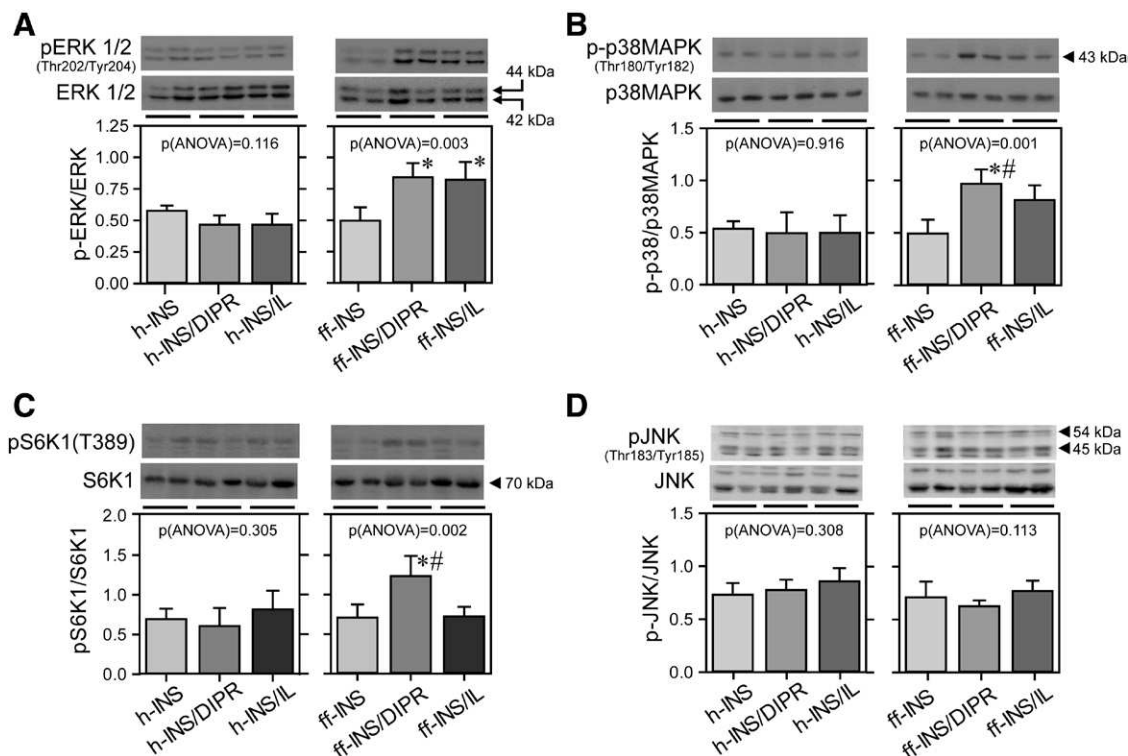 A
pERK 1/2
(Thr202/Tyr204)
ERK 1/2
44 kDa
42 kDa
p-ERK/ERK
1.25
1.00
0.75
0.50
0.25
0.00
p(ANOVA)=0.116
p(ANOVA)=0.003
*
*
h-INS
h-INS/DIPR
h-INS/IL
ff-INS
ff-INS/DIPR
ff-INS/IL
B
p-p38MAPK
(Thr180/Tyr182)
p38MAPK
43 kDa
p-p38/p38MAPK
1.5
1.0
0.5
0.0
p(ANOVA)=0.916
p(ANOVA)=0.001
*#
h-INS
h-INS/DIPR
h-INS/IL
ff-INS
ff-INS/DIPR
ff-INS/IL
C
pS6K1(T389)
S6K1
70 kDa
pS6K1/S6K1
2.0
1.5
1.0
0.5
0.0
p(ANOVA)=0.305
p(ANOVA)=0.002
*#
h-INS
h-INS/DIPR
h-INS/IL
ff-INS
ff-INS/DIPR
ff-INS/IL
D
pJNK
(Thr183/Tyr185)
JNK
54 kDa
45 kDa
p-JNK/JNK
1.5
1.0
0.5
0.0
p(ANOVA)=0.308
p(ANOVA)=0.113
h-INS
h-INS/DIPR
h-INS/IL
ff-INS
ff-INS/DIPR
ff-INS/IL